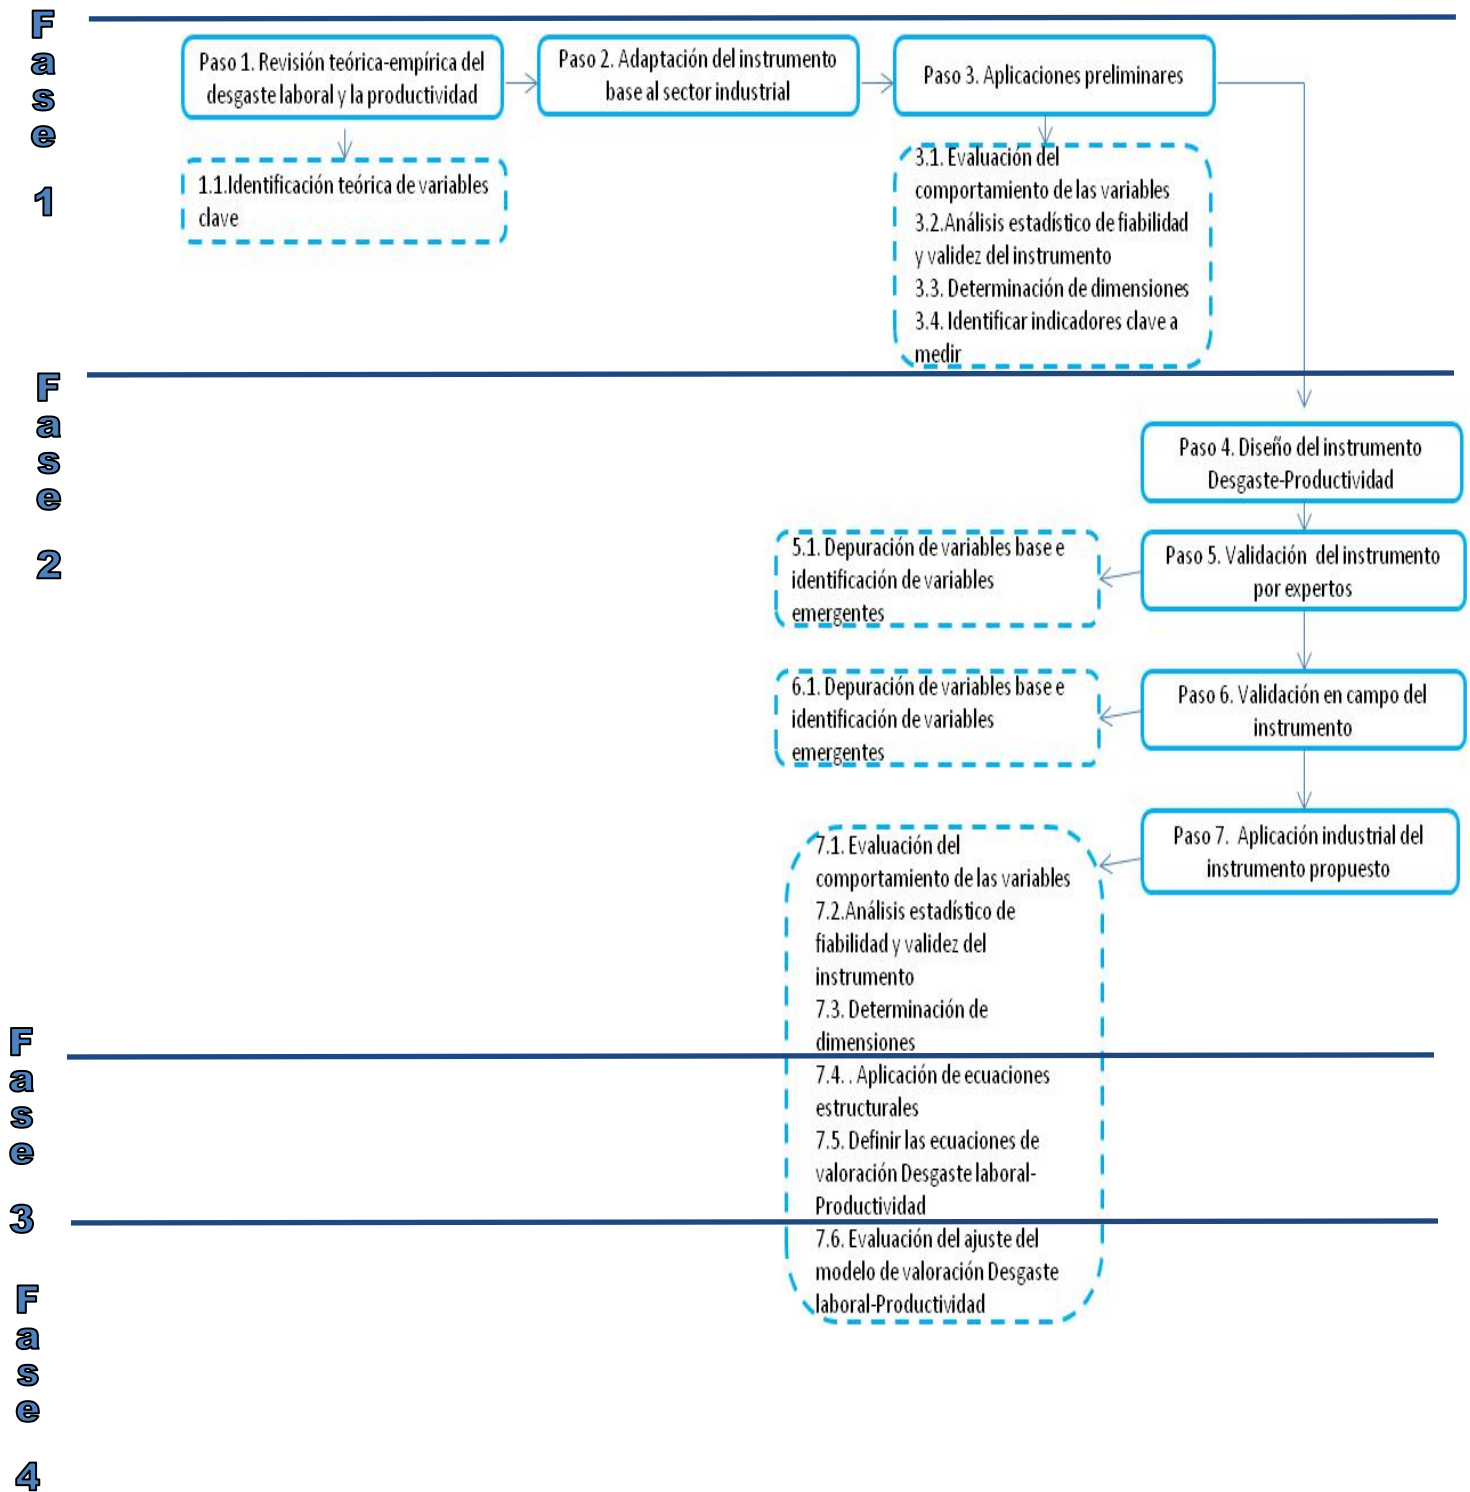 Fase 1
Paso 1. Revisión teórica-empírica del
desgaste laboral y la productividad
Paso 2. Adaptación del instrumento
base al sector industrial
Paso 3. Aplicaciones preliminares
1.1.Identificación teórica de variables
clave
3.1. Evaluación del
comportamiento de las variables
3.2.Análisis estadístico de fiabilidad
y validez del instrumento
3.3. Determinación de dimensiones
3.4. Identificar indicadores clave a
medir
Fase 2
Paso 4. Diseño del instrumento
Desgaste-Productividad
Paso 5. Validación del instrumento
por expertos
5.1. Depuración de variables base e
identificación de variables
emergentes
Paso 6. Validación en campo del
instrumento
6.1. Depuración de variables base e
identificación de variables
emergentes
Paso 7. Aplicación industrial del
instrumento propuesto
7.1. Evaluación del
comportamiento de las variables
7.2.Análisis estadístico de
fiabilidad y validez del
instrumento
7.3. Determinación de
dimensiones
Fase 3
7.4. . Aplicación de ecuaciones
estructurales
7.5. Definir las ecuaciones de
valoración Desgaste laboral-
Productividad
Fase 4
7.6. Evaluación del ajuste del
modelo de valoración Desgaste
laboral-Productividad